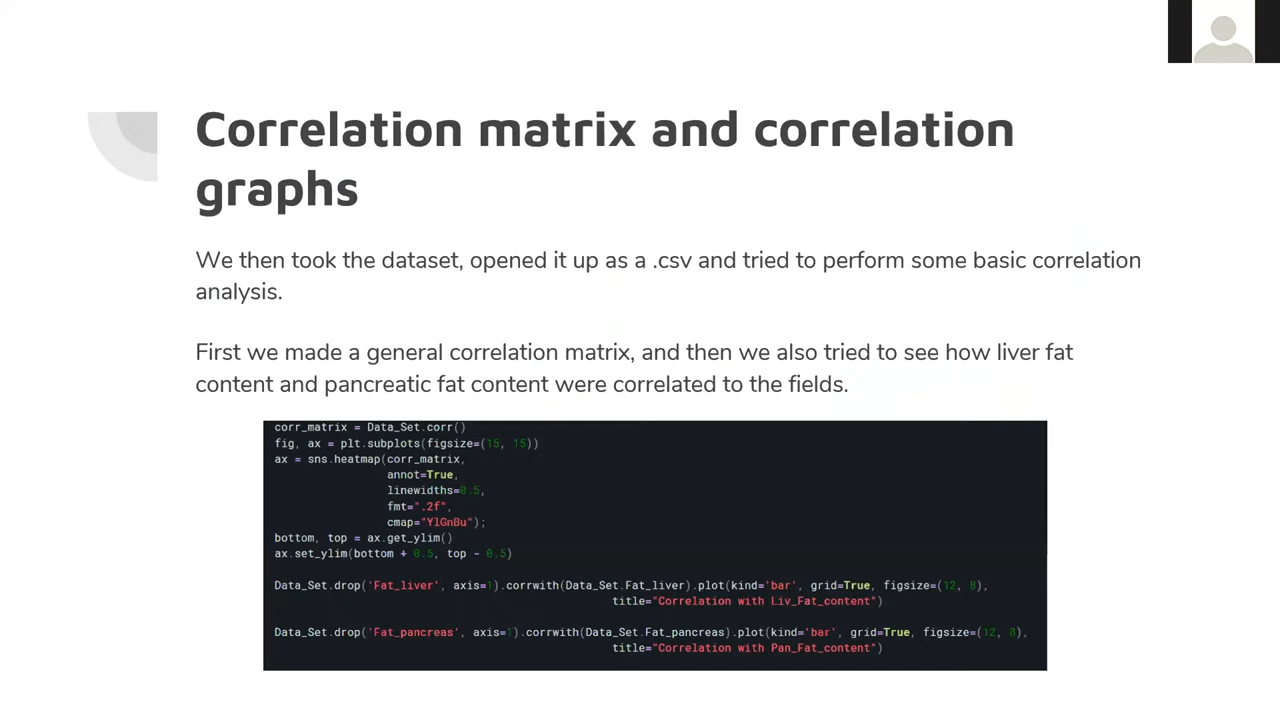 Correlation matrix and correlation
graphs
We then took the dataset, opened it up as a .csv and tried to perform some basic correlation
analysis.
First we made a general correlation matrix, and then we also tried to see how liver fat
content and pancreatic fat content were correlated to the fields.
corr_matrix = Data_Set.corr()
fig, ax = plt.subplots(figsize=(15, 15))
ax = sns.heatmap(corr_matrix,
annot=True,
linewidths=0.5,
fmt=".2f",
cmap="YlGnBu");
bottom, top = ax.get_ylim()
ax.set_ylim(bottom + 0.5, top - 0.5)
Data_Set.drop('Fat_liver', axis=1).corrwith(Data_Set.Fat_liver).plot(kind='bar', grid=True, figsize=(12, 8),
title="Correlation with Liv_Fat_content")
Data_Set.drop('Fat_pancreas', axis=1).corrwith(Data_Set.Fat_pancreas).plot(kind='bar', grid=True, figsize=(12, 8),
title="Correlation with Pan_Fat_content")